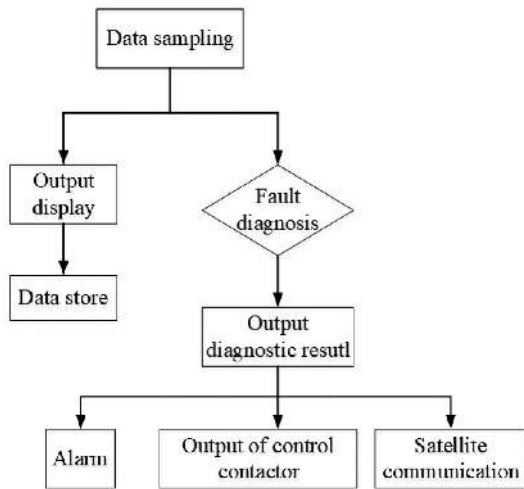 Data sampling
Output
display
Fault
diagnosis
Data store
Output
diagnostic resutl
Alarm
Output of control
contactor
Satellite
communication